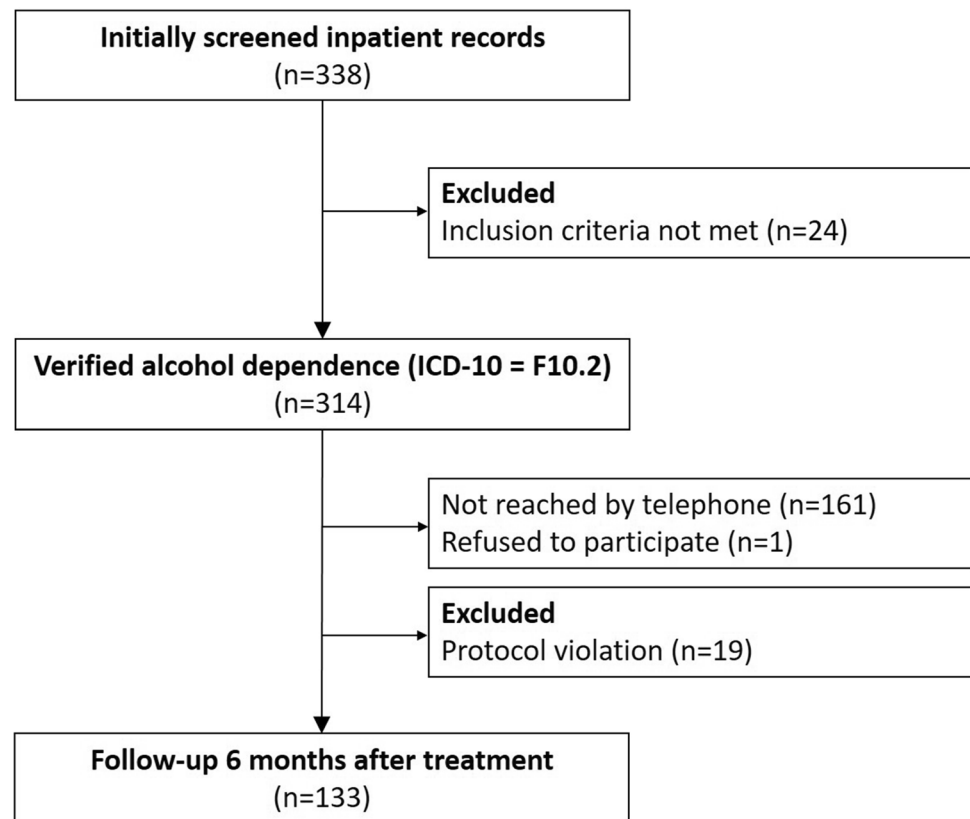 Initially screened inpatient records
(n=338)
Excluded
Inclusion criteria not met (n=24)
Verified alcohol dependence (ICD-10 = F10.2)
(n=314)
Not reached by telephone (n=161)
Refused to participate (n=1)
Excluded
Protocol violation (n=19)
Follow-up 6 months after treatment
(n=133)